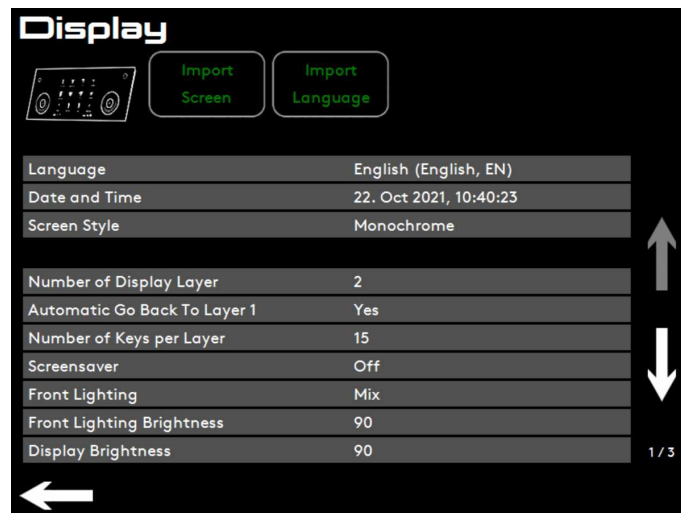 Display
Import
Screen
Import
Language
Language English (English, EN)
Date and Time 22. Oct 2021, 10:40:23
Screen Style Monochrome
Number of Display Layer 2
Automatic Go Back To Layer 1 Yes
Number of Keys per Layer 15
Screensaver Off
Front Lighting Mix
Front Lighting Brightness 90
Display Brightness 90
1 / 3